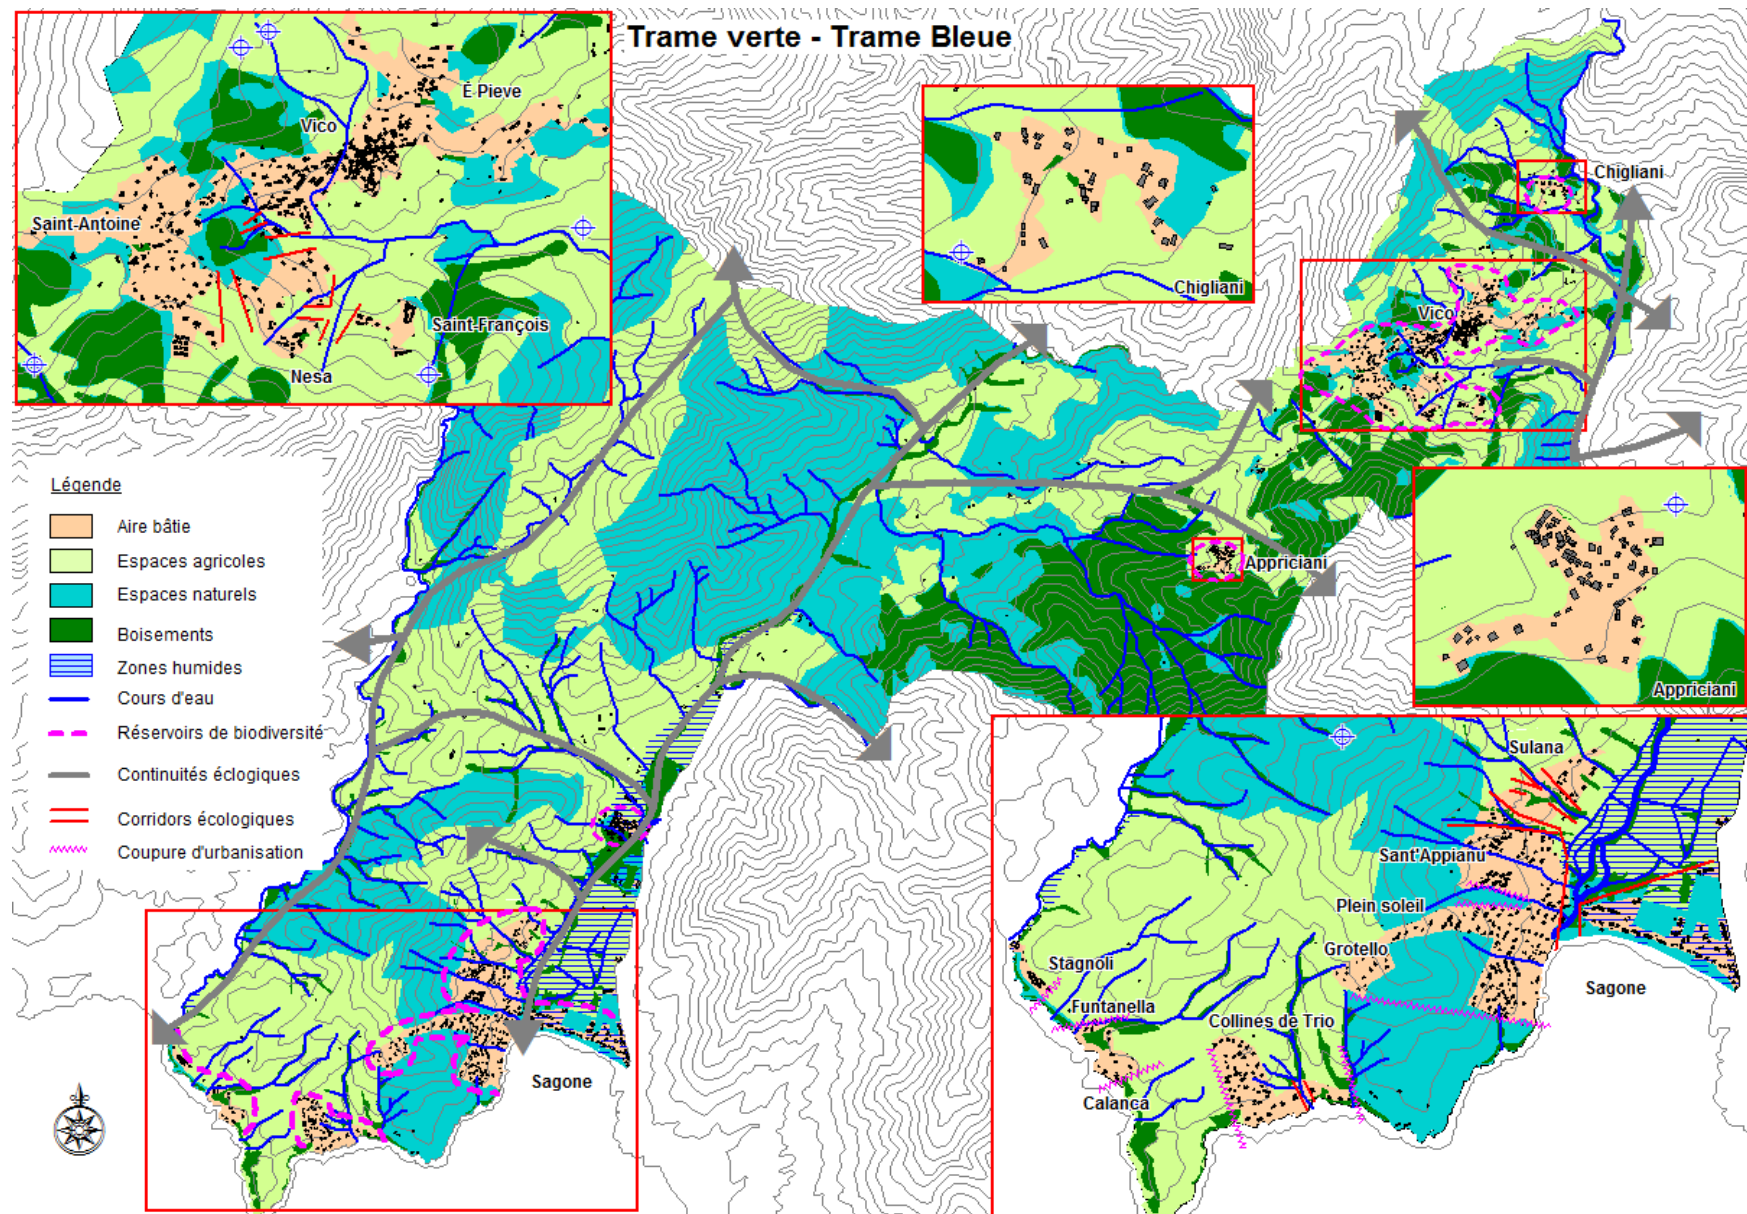 Trame verte - Trame Bleue
É Pieve
Vico
Saint-Antoine
Saint-François
Nesa
Chigliani
Chigliani
Vico
Appriciani
Appriciani
Légende
Aire bâtie
Espaces agricoles
Espaces naturels
Boisements
Zones humides
Cours d'eau
Réservoirs de biodiversité
Continuités éclogiques
Corridors écologiques
Coupure d'urbanisation
Sagone
Sulana
Sant'Appianu
Plein soleil
Grotello
Stagnoli
Funtanella
Collines de Trio
Sagone
Calanca